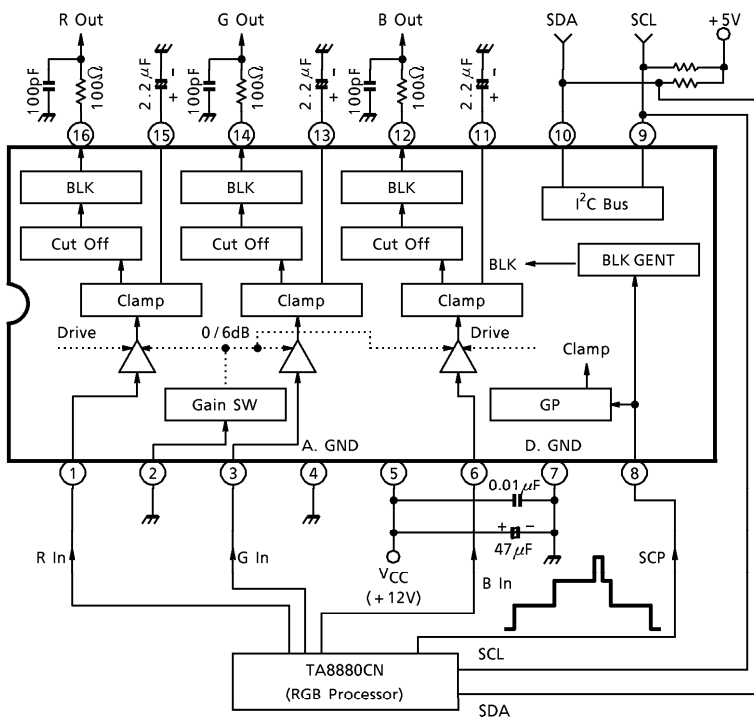 R Out G Out B Out SDA SCL +5V
100pF 100Ω 2.2μF - + 100pF 100Ω 2.2μF - + 100pF 100Ω 2.2μF - +
16 15 14 13 12 11 10 9
BLK BLK BLK I²C Bus
Cut Off Cut Off Cut Off
BLK BLK GENT
Clamp Clamp Clamp
Drive 0/6dB Drive
Clamp
Gain SW GP
A. GND D. GND
1 2 3 4 5 6 7 8
0.01μF
+ -
47μF
R In G In SCP
VCC
(+12V)
B In
TA8880CN
(RGB Processor)
SCL
SDA